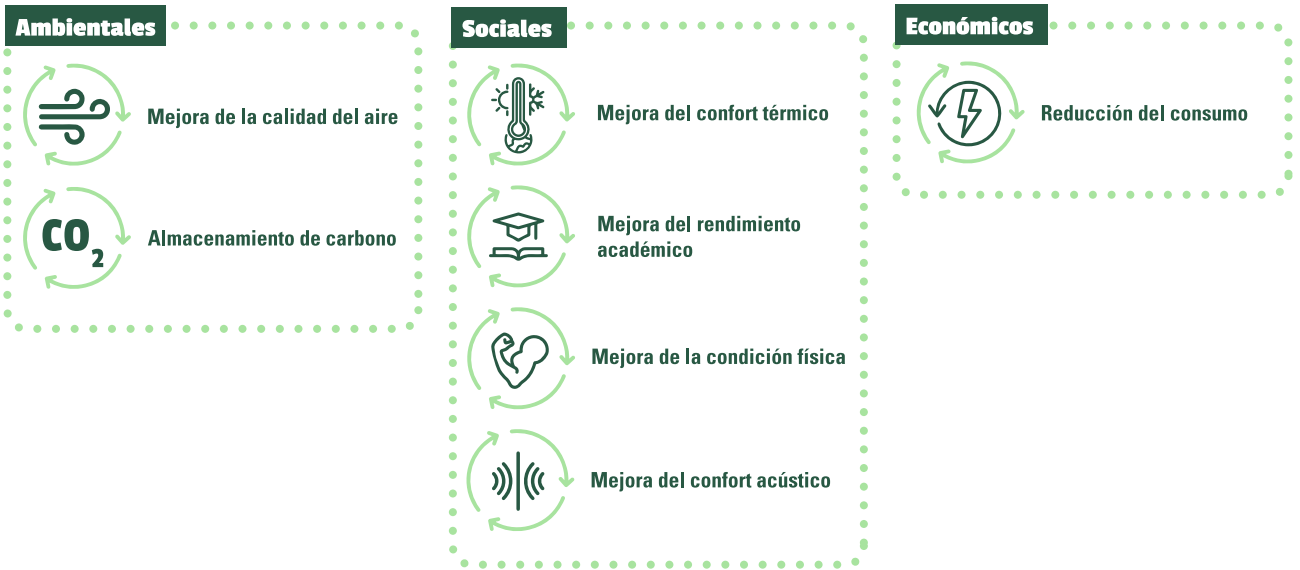 Ambientales
Mejora de la calidad del aire
CO2
Almacenamiento de carbono
Sociales
Mejora del confort térmico
Mejora del rendimiento
académico
Mejora de la condición física
Mejora del confort acústico
Económicos
Reducción del consumo